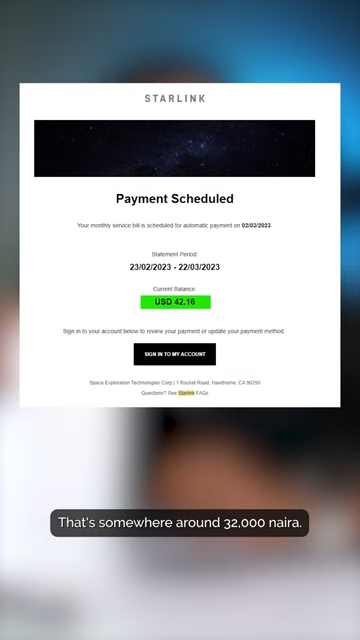 STARLINK
Payment Scheduled
Your monthly service bill is scheduled for automatic payment on 02/03/2023
Statement Period:
23/02/2023 - 22/03/2023
Current Balance:
USD 42.16
Sign in to your account below to review your payment or update your payment method.
SIGN IN TO MY ACCOUNT
Space Exploration Technologies Corp | 1 Rocket Road, Hawthorne, CA 90250
Questions? See Starlink FAQs
That's somewhere around 32,000 naira.